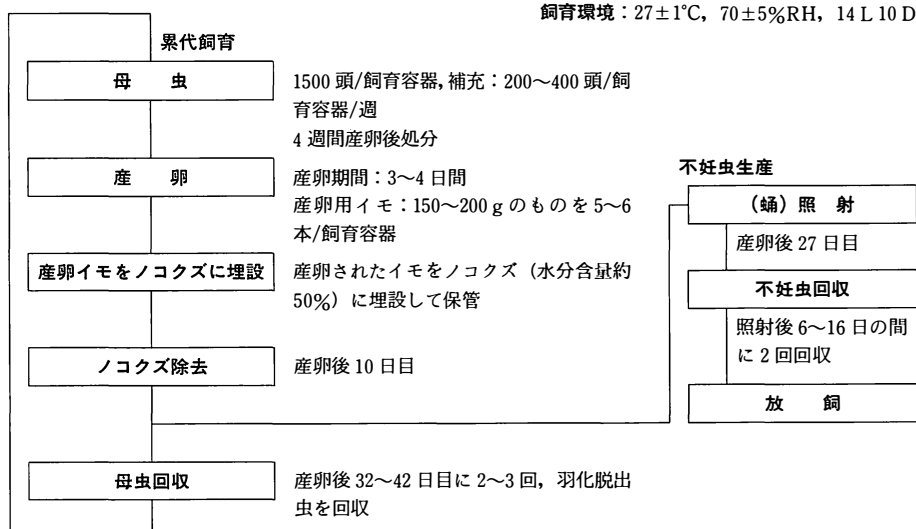 飼育環境：27±1℃，70±5%RH，14 L 10 D
累代飼育
母　虫
1500 頭/飼育容器，補充：200～400 頭/飼
育容器/週
4 週間産卵後処分
産　卵
産卵期間：3～4 日間
産卵用イモ：150～200 g のものを 5～6
本/飼育容器
産卵イモをノコクズに埋設
産卵されたイモをノコクズ（水分含量約
50%）に埋設して保管
ノコクズ除去
産卵後 10 日目
母虫回収
産卵後 32～42 日目に 2～3 回，羽化脱出
虫を回収
不妊虫生産
（蛹）照　射
産卵後 27 日目
不妊虫回収
照射後 6～16 日の間
に 2 回回収
放　飼